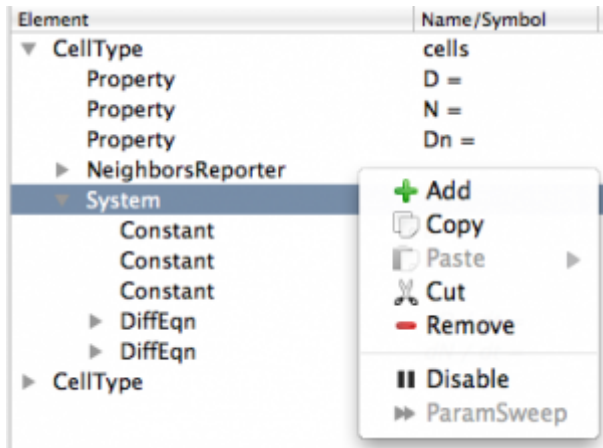 Element Name/Symbol
CellType cells
Property D =
Property N =
Property Dn =
NeighborsReporter
System
Constant
Constant
Constant
DiffEqn
DiffEqn
CellType
Add
Copy
Paste
Cut
Remove
Disable
ParamSweep